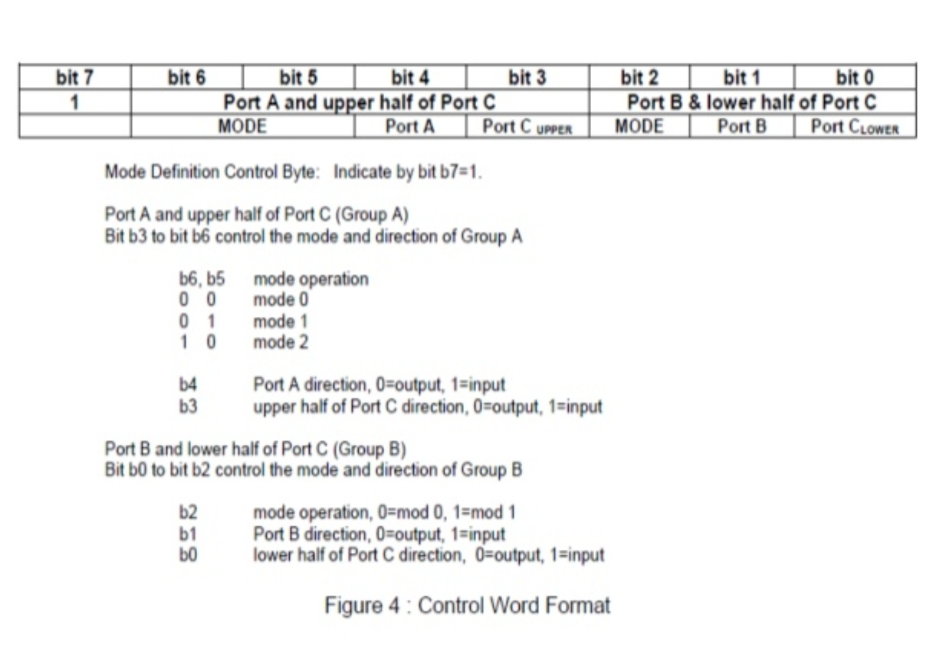 bit 7 bit 6 bit 5 bit 4 bit 3 bit 2 bit 1 bit 0
1 Port A and upper half of Port C Port B & lower half of Port C
MODE Port A Port C UPPER MODE Port B Port CLOWER
Mode Definition Control Byte: Indicate by bit b7=1.
Port A and upper half of Port C (Group A)
Bit b3 to bit b6 control the mode and direction of Group A
b6, b5 mode operation
0 0 mode 0
0 1 mode 1
1 0 mode 2
b4 Port A direction, 0=output, 1=input
b3 upper half of Port C direction, 0=output, 1=input
Port B and lower half of Port C (Group B)
Bit b0 to bit b2 control the mode and direction of Group B
b2 mode operation, 0=mod 0, 1=mod 1
b1 Port B direction, 0=output, 1=input
b0 lower half of Port C direction, 0=output, 1=input
Figure 4 : Control Word Format